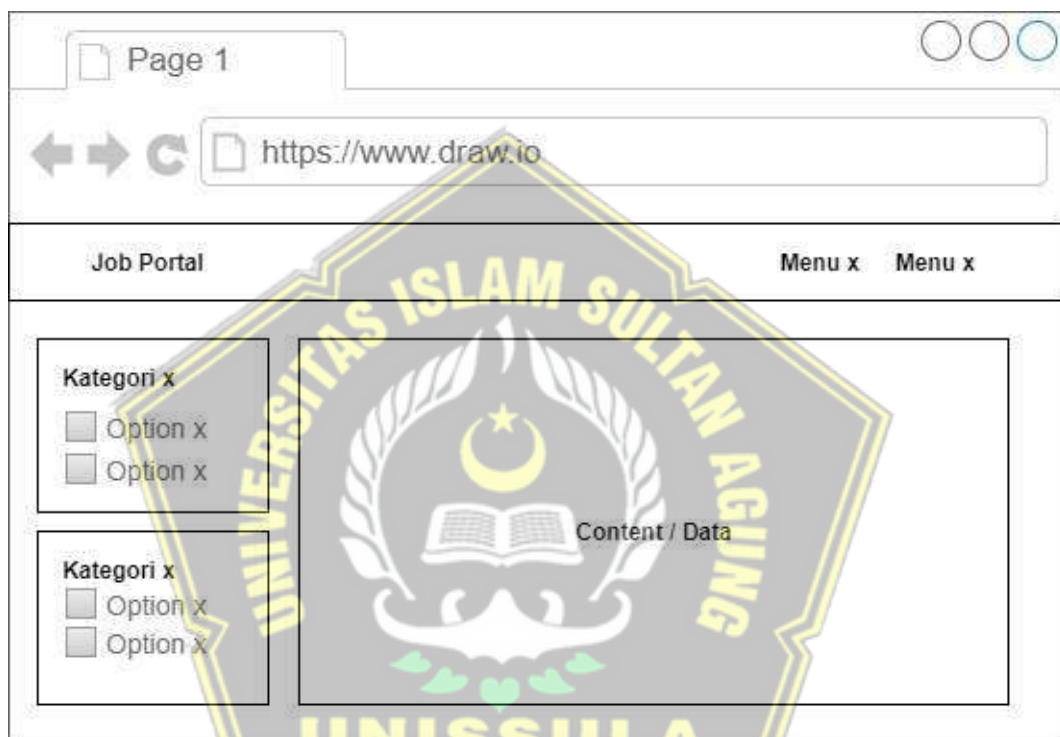 Page 1
https://www.draw.io
Job Portal
Menu x Menu x
UNIVERSITAS ISLAM SULTAN AGUNG
Kategori x
Option x
Option x
Content / Data
Kategori x
Option x
Option x
UNISSULA